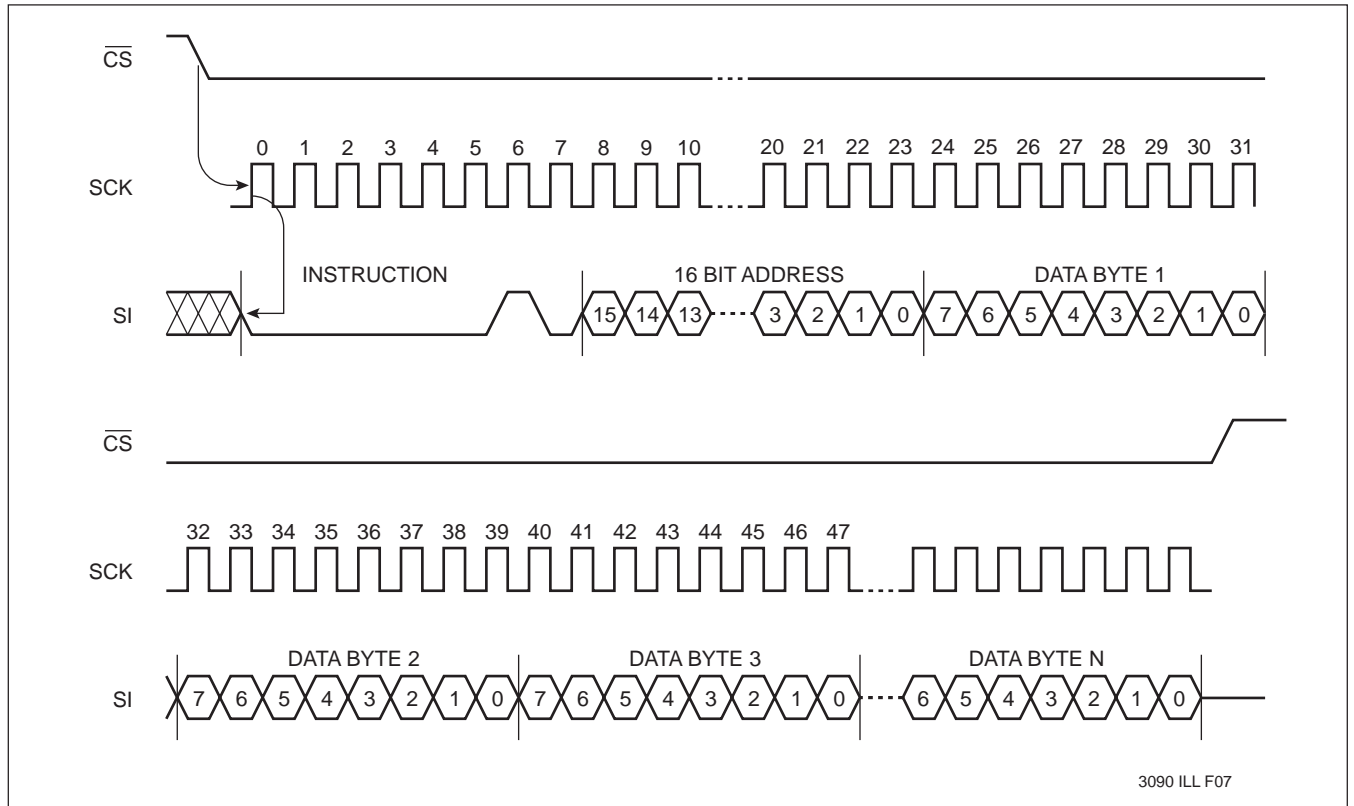 CS
0 1 2 3 4 5 6 7 8 9 10 20 21 22 23 24 25 26 27 28 29 30 31
SCK
INSTRUCTION 16 BIT ADDRESS DATA BYTE 1
SI 15 14 13 3 2 1 0 7 6 5 4 3 2 1 0
CS
32 33 34 35 36 37 38 39 40 41 42 43 44 45 46 47
SCK
DATA BYTE 2 DATA BYTE 3 DATA BYTE N
SI 7 6 5 4 3 2 1 0 7 6 5 4 3 2 1 0 6 5 4 3 2 1 0
3090 ILL F07